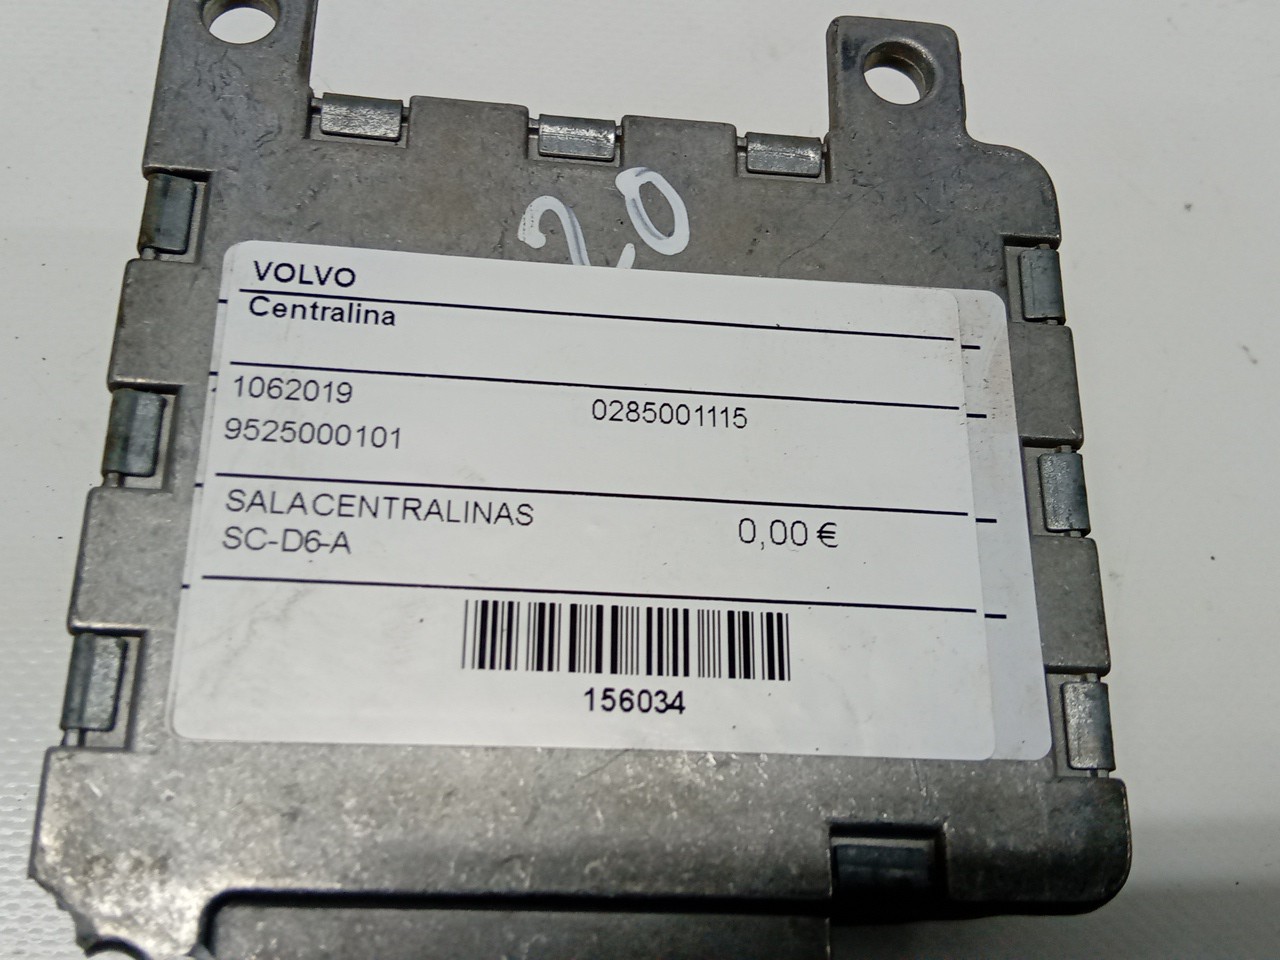 20
VOLVO
Centralina
1062019 0285001115
9525000101
SALACENTRALINAS 0,00 €
SC-D6-A
156034